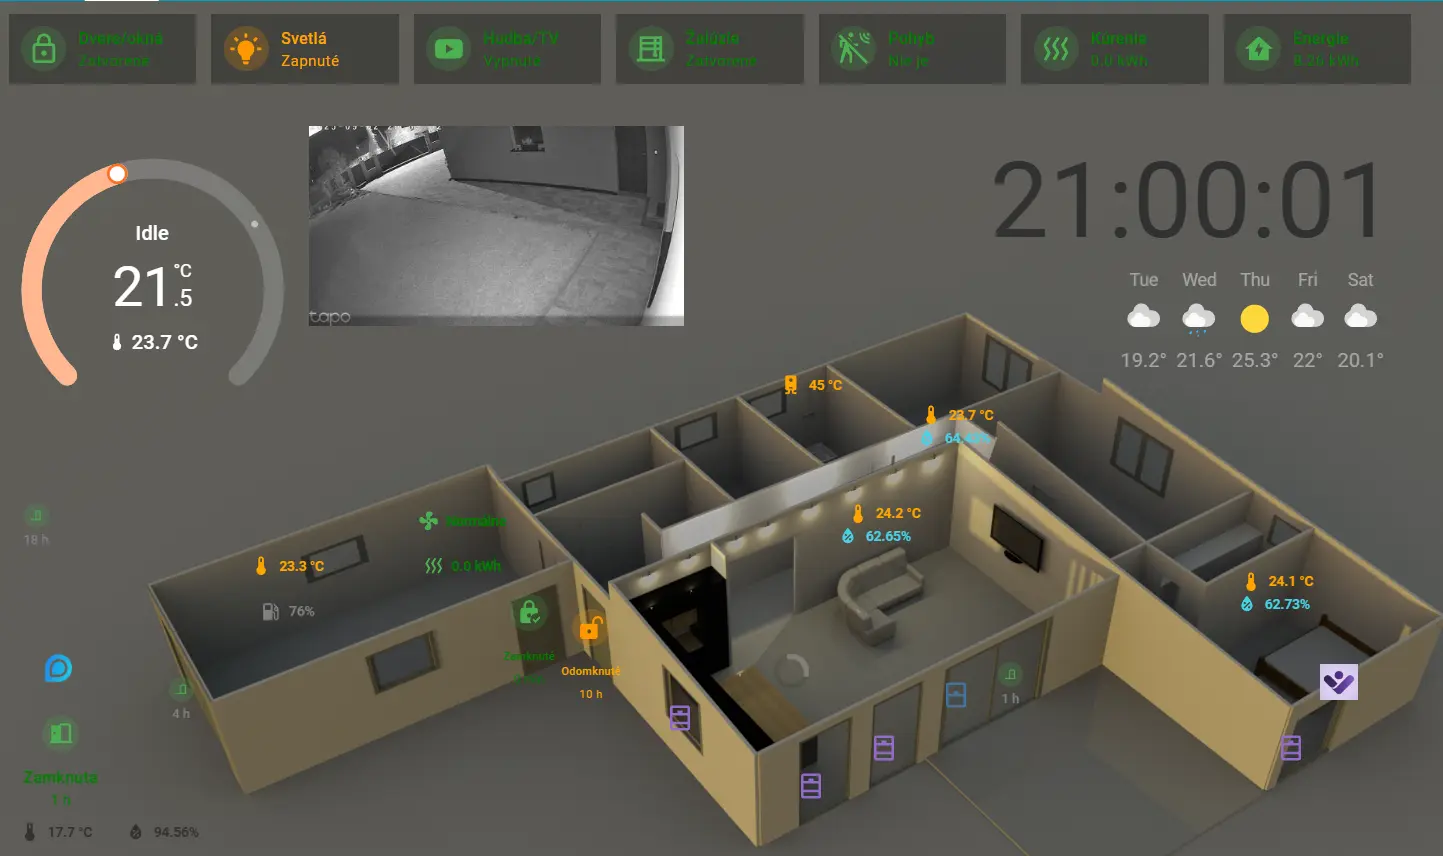 Dvere/okná
Zatvorené
Svetlá
Zapnuté
Hudba/TV
Vypnuté
Žalúzie
Zatvorené
Pohyb
Nie je
Kúrenie
0.0 kWh
Energie
21:00:01
Idle
21.5 °C
23.7 °C
tapo
Tue Wed Thu Fri Sat
19.2° 21.6° 25.3° 22° 20.1°
45 °C
23.7 °C
24.2 °C
62.65%
Normálne
23.3 °C
0.0 kWh
24.1 °C
62.73%
76%
18 h
Zamknuté
Odomknuté
10 h
4 h
1 h
Zamknutá
1 h
17.7 °C
94.56%